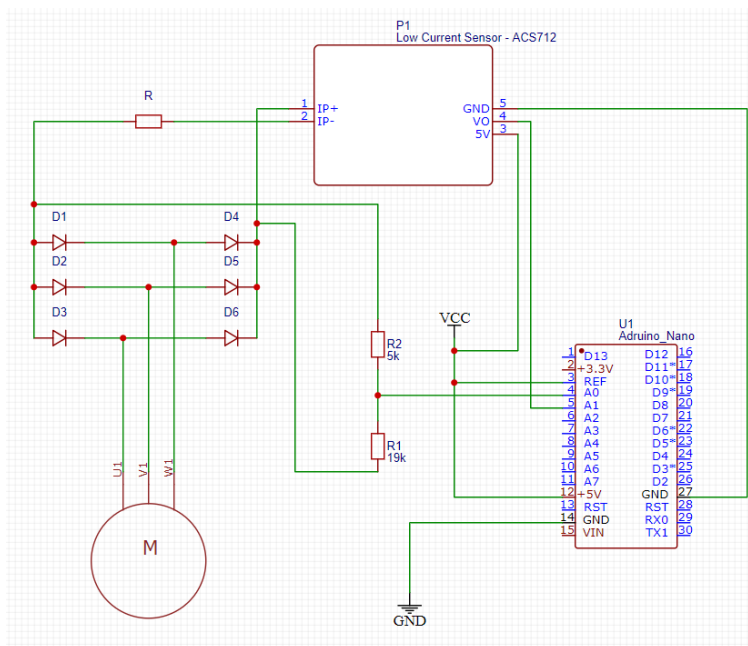 P1
Low Current Sensor - ACS712
R
1 IP+
2 IP-
GND 5
VO 4
5V 3
D1
D4
D2
D5
D3
D6
VCC
R2
5k
R1
19k
U1
Adruino_Nano
1 D13
2 +3.3V
3 REF
4 A0
5 A1
6 A2
7 A3
8 A4
9 A5
10 A6
11 A7
12 +5V
13 RST
14 GND
15 VIN
D12 16
D11* 17
D10* 18
D9* 19
D8 20
D7 21
D6* 22
D5* 23
D4 24
D3* 25
D2 26
GND 27
RST 28
RX0 29
TX1 30
U1
V1
W1
M
GND